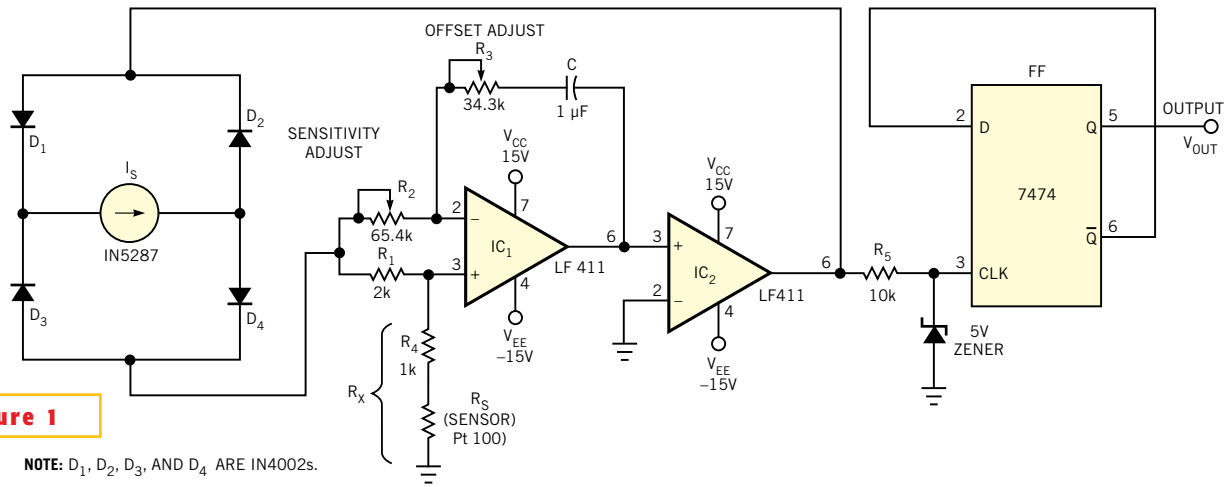 OFFSET ADJUST
R3
34.3k
C
1 µF
FF
D1
D2
SENSITIVITY
ADJUST
IS
IN5287
D3
D4
R2
65.4k
R1
2k
VCC
15V
7
2
−
IC1
3
+
6
LF 411
4
VEE
−15V
R4
1k
RX
RS
(SENSOR)
Pt 100)
VCC
15V
7
3
+
IC2
2
−
6
LF411
4
VEE
−15V
R5
10k
5V
ZENER
2
D
Q
5
OUTPUT
VOUT
7474
Q̅
6
3
CLK
ure 1
NOTE: D1, D2, D3, AND D4 ARE IN4002s.